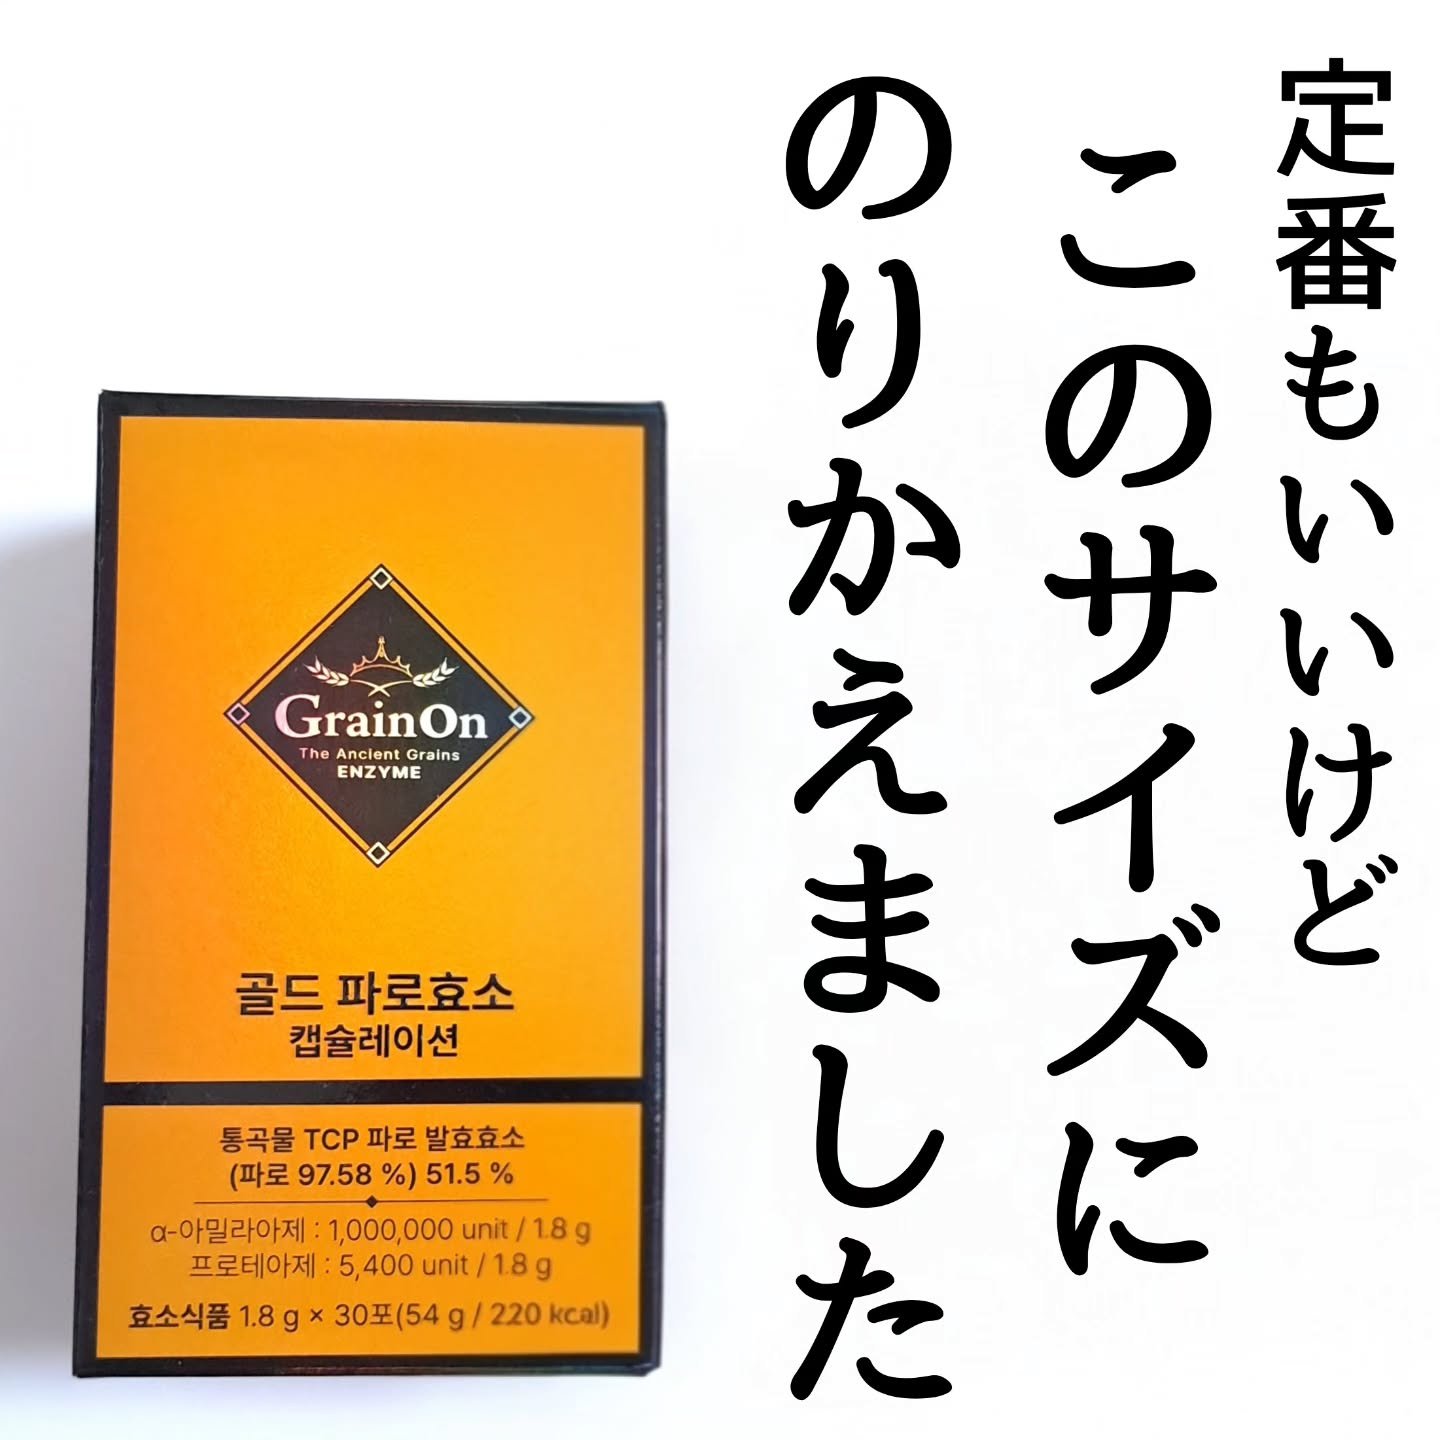 定番もいいけど
このサイズに
のりかえました
GrainOn
The Ancient Grains
ENZYME
골드 파로효소
캡슐레이션
통곡물 TCP 파로 발효효소
(파로 97.58 %) 51.5 %
α-아밀라아제 : 1,000,000 unit / 1.8 g
프로테아제 : 5,400 unit / 1.8 g
효소식품 1.8 g × 30포(54 g / 220 kcal)